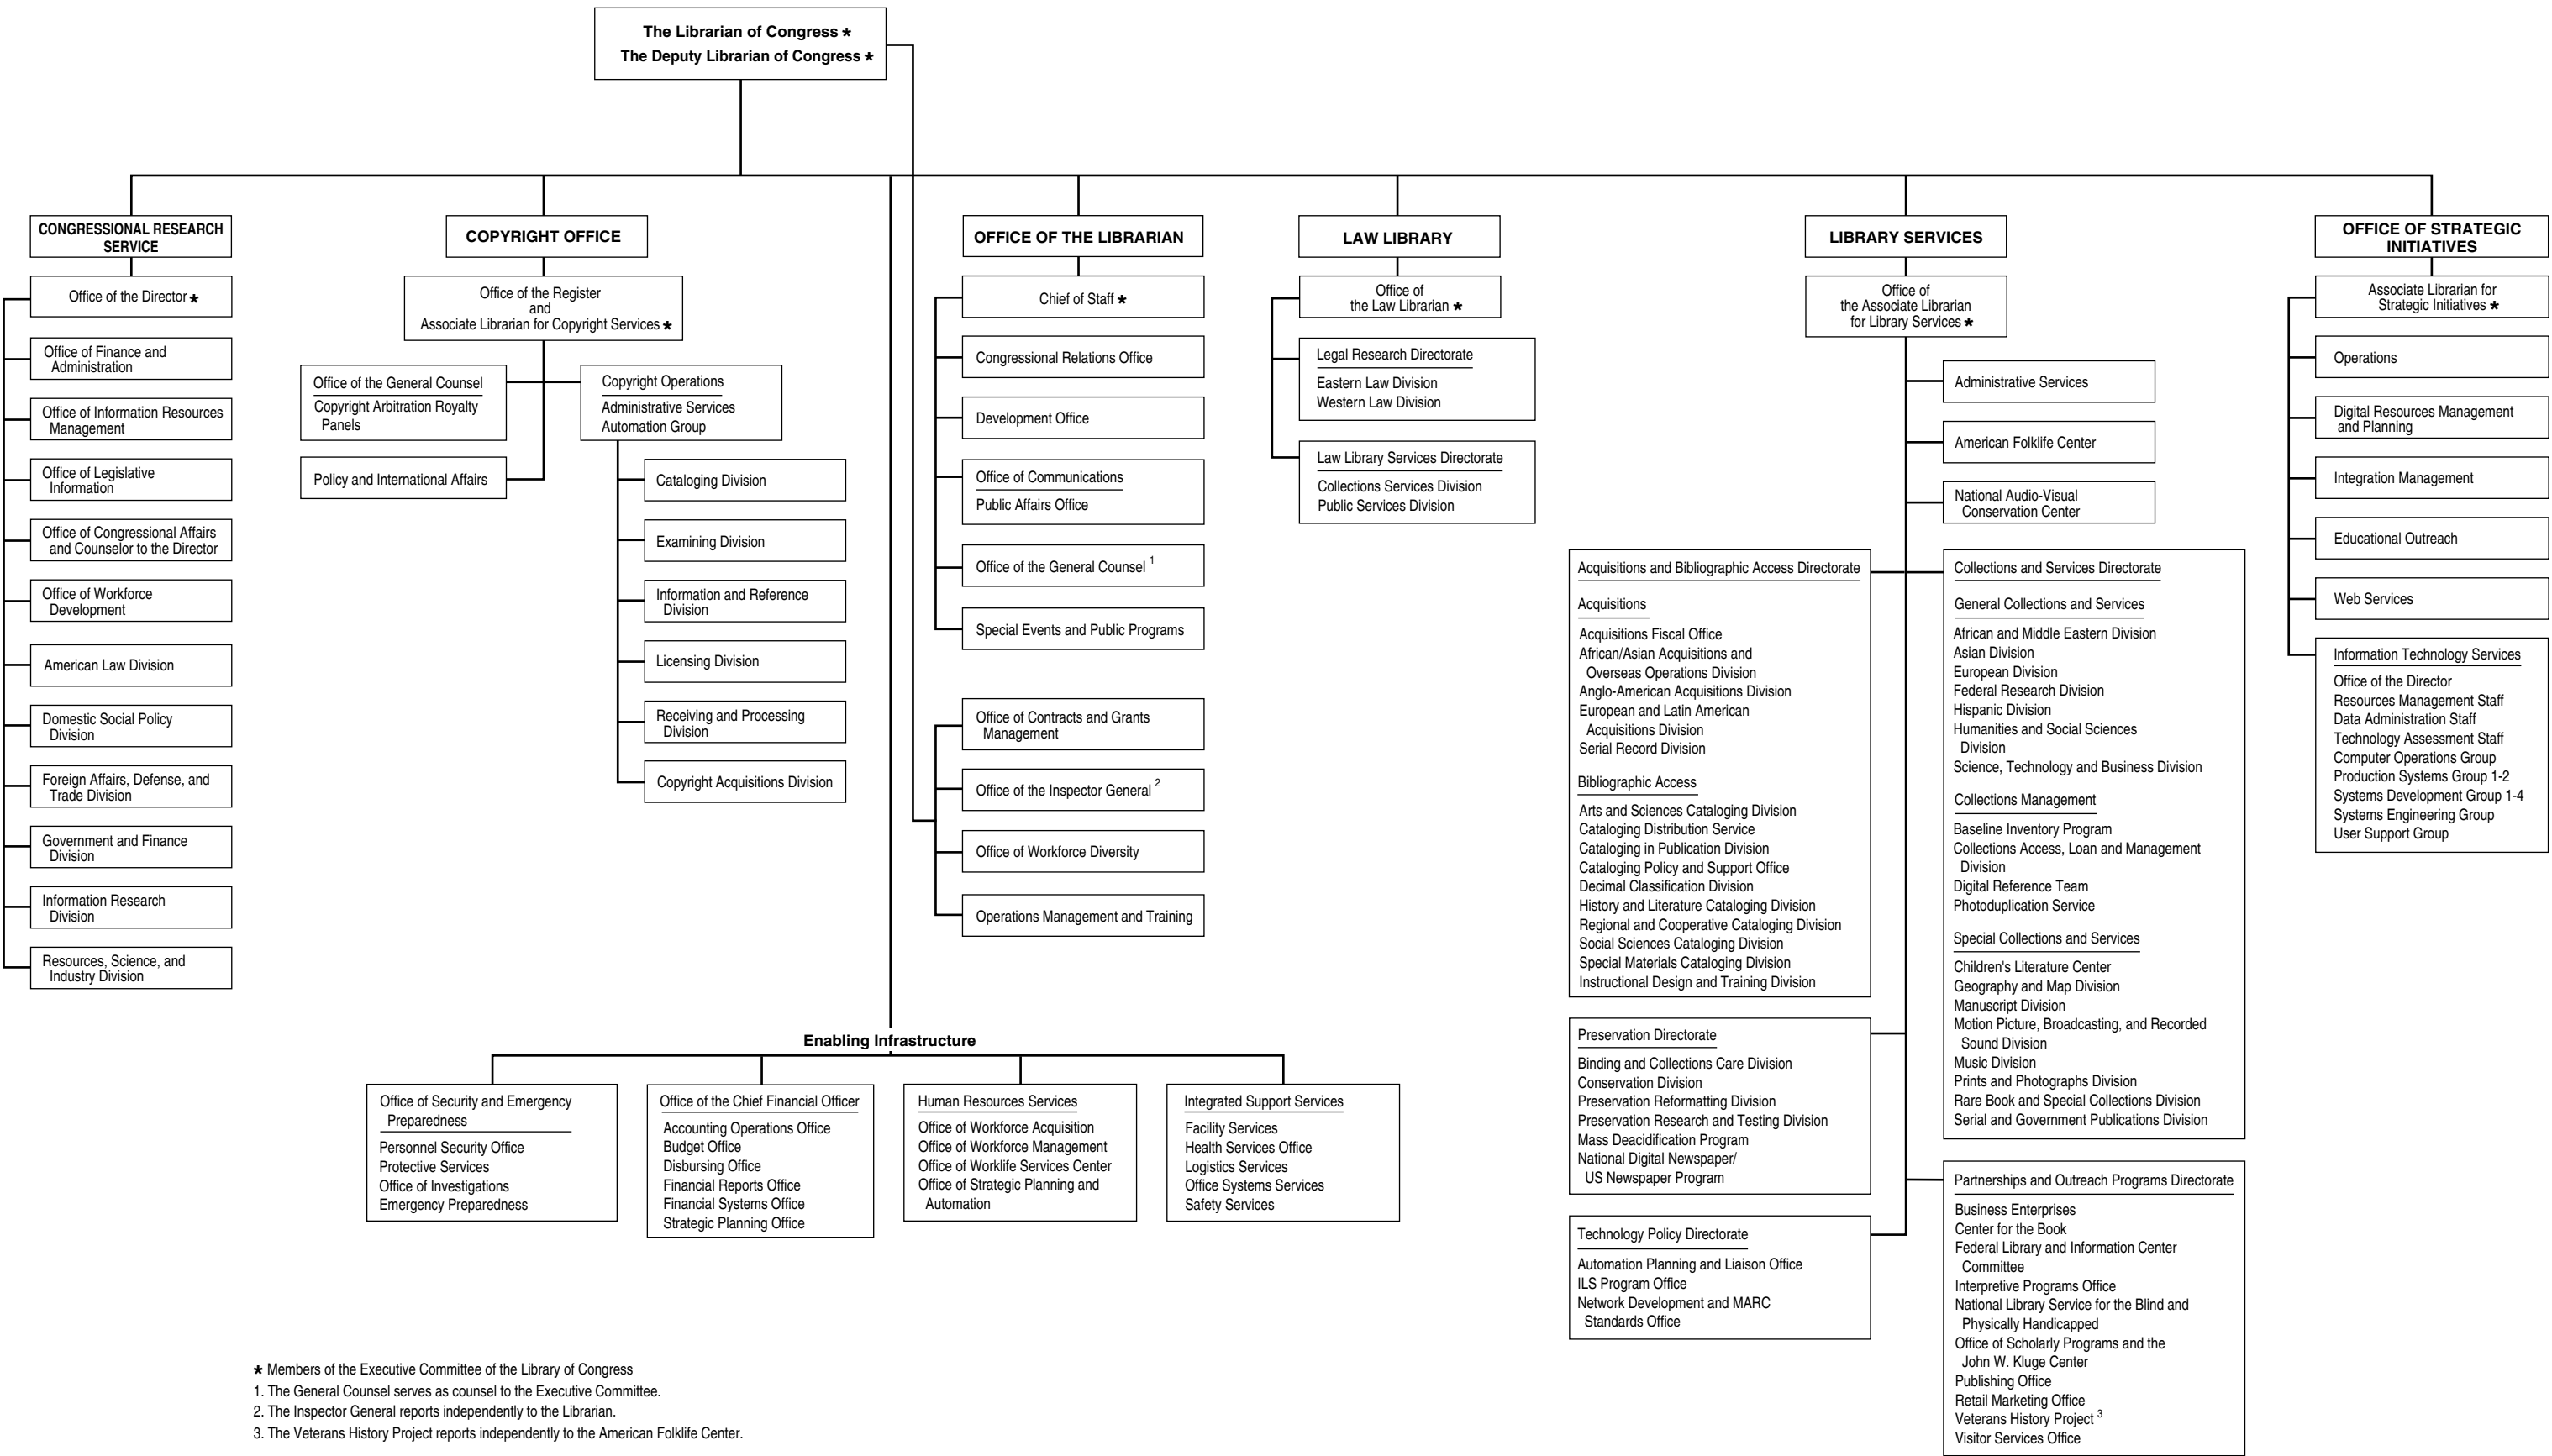 The Librarian of Congress *
The Deputy Librarian of Congress *
CONGRESSIONAL RESEARCH
SERVICE
Office of the Director *
Office of Finance and
Administration
Office of Information Resources
Management
Office of Legislative
Information
Office of Congressional Affairs
and Counselor to the Director
Office of Workforce
Development
American Law Division
Domestic Social Policy
Division
Foreign Affairs, Defense, and
Trade Division
Government and Finance
Division
Information Research
Division
Resources, Science, and
Industry Division
COPYRIGHT OFFICE
Office of the Register
and
Associate Librarian for Copyright Services *
Office of the General Counsel
Copyright Arbitration Royalty
Panels
Policy and International Affairs
Copyright Operations
Administrative Services
Automation Group
Cataloging Division
Examining Division
Information and Reference
Division
Licensing Division
Receiving and Processing
Division
Copyright Acquisitions Division
OFFICE OF THE LIBRARIAN
Chief of Staff *
Congressional Relations Office
Development Office
Office of Communications
Public Affairs Office
Office of the General Counsel 1
Special Events and Public Programs
Office of Contracts and Grants
Management
Office of the Inspector General 2
Office of Workforce Diversity
Operations Management and Training
LAW LIBRARY
Office of
the Law Librarian *
Legal Research Directorate
Eastern Law Division
Western Law Division
Law Library Services Directorate
Collections Services Division
Public Services Division
LIBRARY SERVICES
Office of
the Associate Librarian
for Library Services *
Administrative Services
American Folklife Center
National Audio-Visual
Conservation Center
Acquisitions and Bibliographic Access Directorate
Acquisitions
Acquisitions Fiscal Office
African/Asian Acquisitions and
Overseas Operations Division
Anglo-American Acquisitions Division
European and Latin American
Acquisitions Division
Serial Record Division
Bibliographic Access
Arts and Sciences Cataloging Division
Cataloging Distribution Service
Cataloging in Publication Division
Cataloging Policy and Support Office
Decimal Classification Division
History and Literature Cataloging Division
Regional and Cooperative Cataloging Division
Social Sciences Cataloging Division
Special Materials Cataloging Division
Instructional Design and Training Division
Preservation Directorate
Binding and Collections Care Division
Conservation Division
Preservation Reformatting Division
Preservation Research and Testing Division
Mass Deacidification Program
National Digital Newspaper/
US Newspaper Program
Technology Policy Directorate
Automation Planning and Liaison Office
ILS Program Office
Network Development and MARC
Standards Office
Collections and Services Directorate
General Collections and Services
African and Middle Eastern Division
Asian Division
European Division
Federal Research Division
Hispanic Division
Humanities and Social Sciences
Division
Science, Technology and Business Division
Collections Management
Baseline Inventory Program
Collections Access, Loan and Management
Division
Digital Reference Team
Photoduplication Service
Special Collections and Services
Children's Literature Center
Geography and Map Division
Manuscript Division
Motion Picture, Broadcasting, and Recorded
Sound Division
Music Division
Prints and Photographs Division
Rare Book and Special Collections Division
Serial and Government Publications Division
Partnerships and Outreach Programs Directorate
Business Enterprises
Center for the Book
Federal Library and Information Center
Committee
Interpretive Programs Office
National Library Service for the Blind and
Physically Handicapped
Office of Scholarly Programs and the
John W. Kluge Center
Publishing Office
Retail Marketing Office
Veterans History Project 3
Visitor Services Office
OFFICE OF STRATEGIC
INITIATIVES
Associate Librarian for
Strategic Initiatives *
Operations
Digital Resources Management
and Planning
Integration Management
Educational Outreach
Web Services
Information Technology Services
Office of the Director
Resources Management Staff
Data Administration Staff
Technology Assessment Staff
Computer Operations Group
Production Systems Group 1-2
Systems Development Group 1-4
Systems Engineering Group
User Support Group
Enabling Infrastructure
Office of Security and Emergency
Preparedness
Personnel Security Office
Protective Services
Office of Investigations
Emergency Preparedness
Office of the Chief Financial Officer
Accounting Operations Office
Budget Office
Disbursing Office
Financial Reports Office
Financial Systems Office
Strategic Planning Office
Human Resources Services
Office of Workforce Acquisition
Office of Workforce Management
Office of Worklife Services Center
Office of Strategic Planning and
Automation
Integrated Support Services
Facility Services
Health Services Office
Logistics Services
Office Systems Services
Safety Services
* Members of the Executive Committee of the Library of Congress
1. The General Counsel serves as counsel to the Executive Committee.
2. The Inspector General reports independently to the Librarian.
3. The Veterans History Project reports independently to the American Folklife Center.